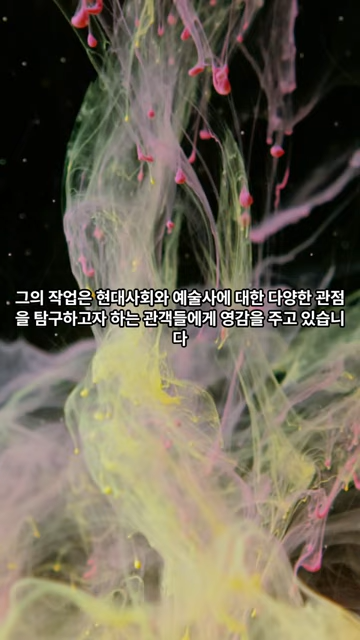 그의 작업은 현대사회와 예술사에 대한 다양한 관점
을 탐구하고자 하는 관객들에게 영감을 주고 있습니
다